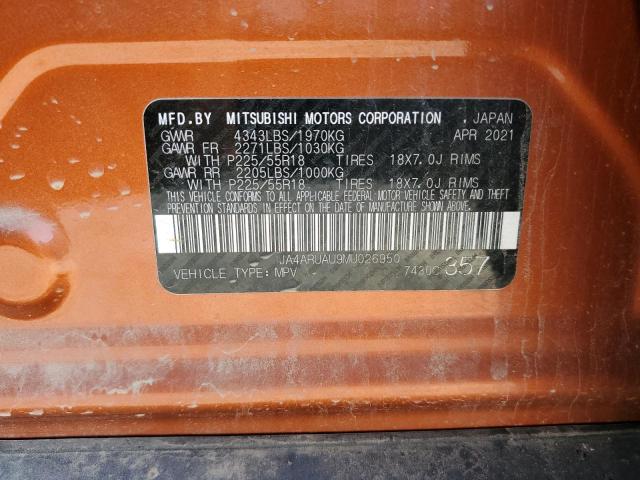 MFD.BY MITSUBISHI MOTORS CORPORATION . JAPAN
GVWR 4343LBS/1970KG APR 2021
GAWR FR 2271LBS/1030KG
WITH P225/55R18 TIRES 18X7.0J RIMS
GAWR RR 2205LBS/1000KG
WITH P225/55R18 TIRES 18X7.0J RIMS
THIS VEHICLE CONFORMS TO ALL APPLICABLE FEDERAL MOTOR VEHICLE SAFETY AND THEFT
PREVENTION STANDARDS IN EFFECT ON THE DATE OF MANUFACTURE SHOWN ABOVE.
JA4ARUAU9MU026950
VEHICLE TYPE:MPV - 7430C 357